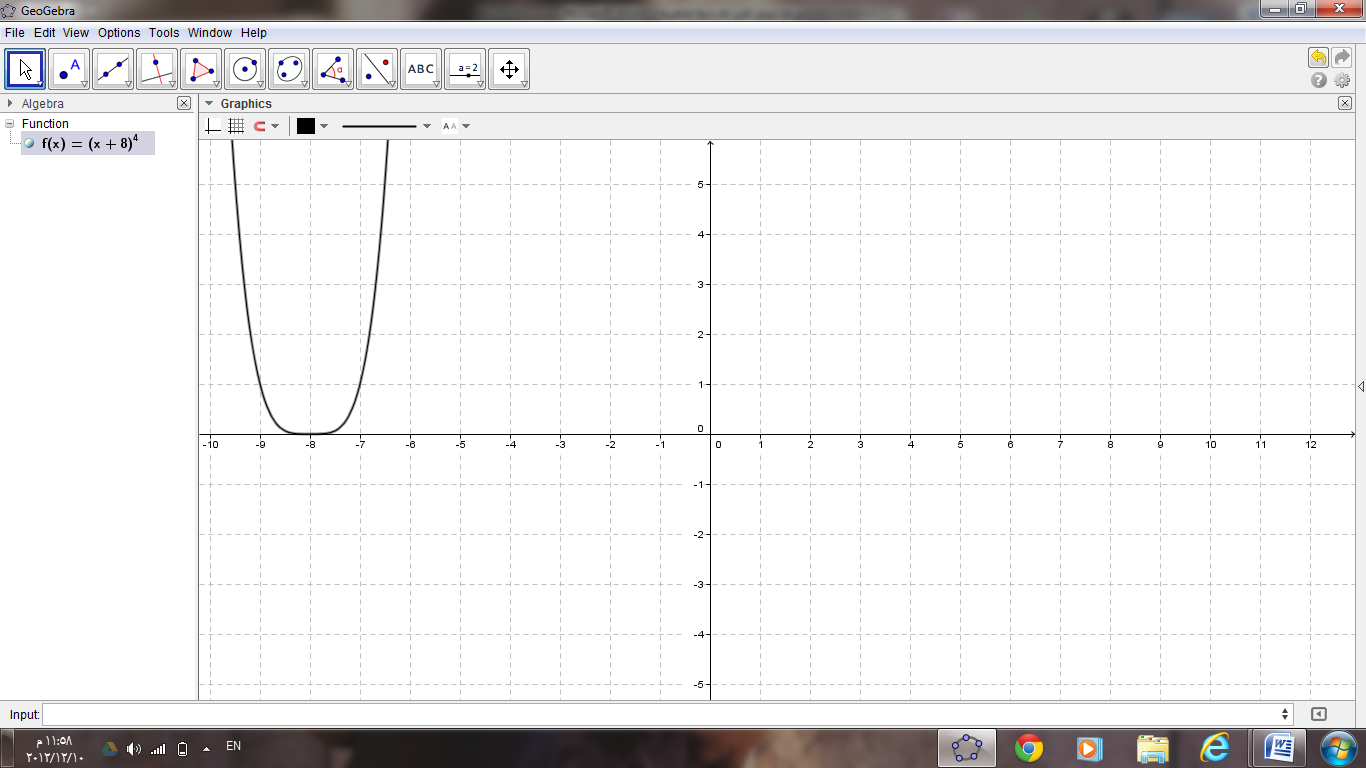 GeoGebra
File Edit View Options Tools Window Help
A α ABC a=2
Algebra
Graphics
Function
f(x) = (x + 8)⁴
A A
5
4
3
2
1
0
-10 -9 -8 -7 -6 -5 -4 -3 -2 -1 0 1 2 3 4 5 6 7 8 9 10 11 12
-1
-2
-3
-4
-5
Input:
EN
١١:٥٨ م
٢٠١٢/١٢/١٠